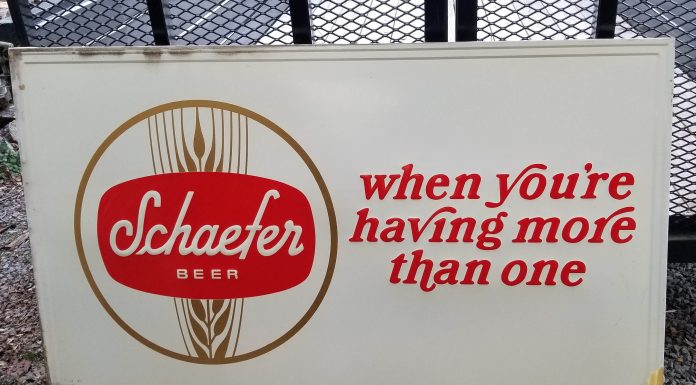 Schaefer
BEER
when you're
having more
than one